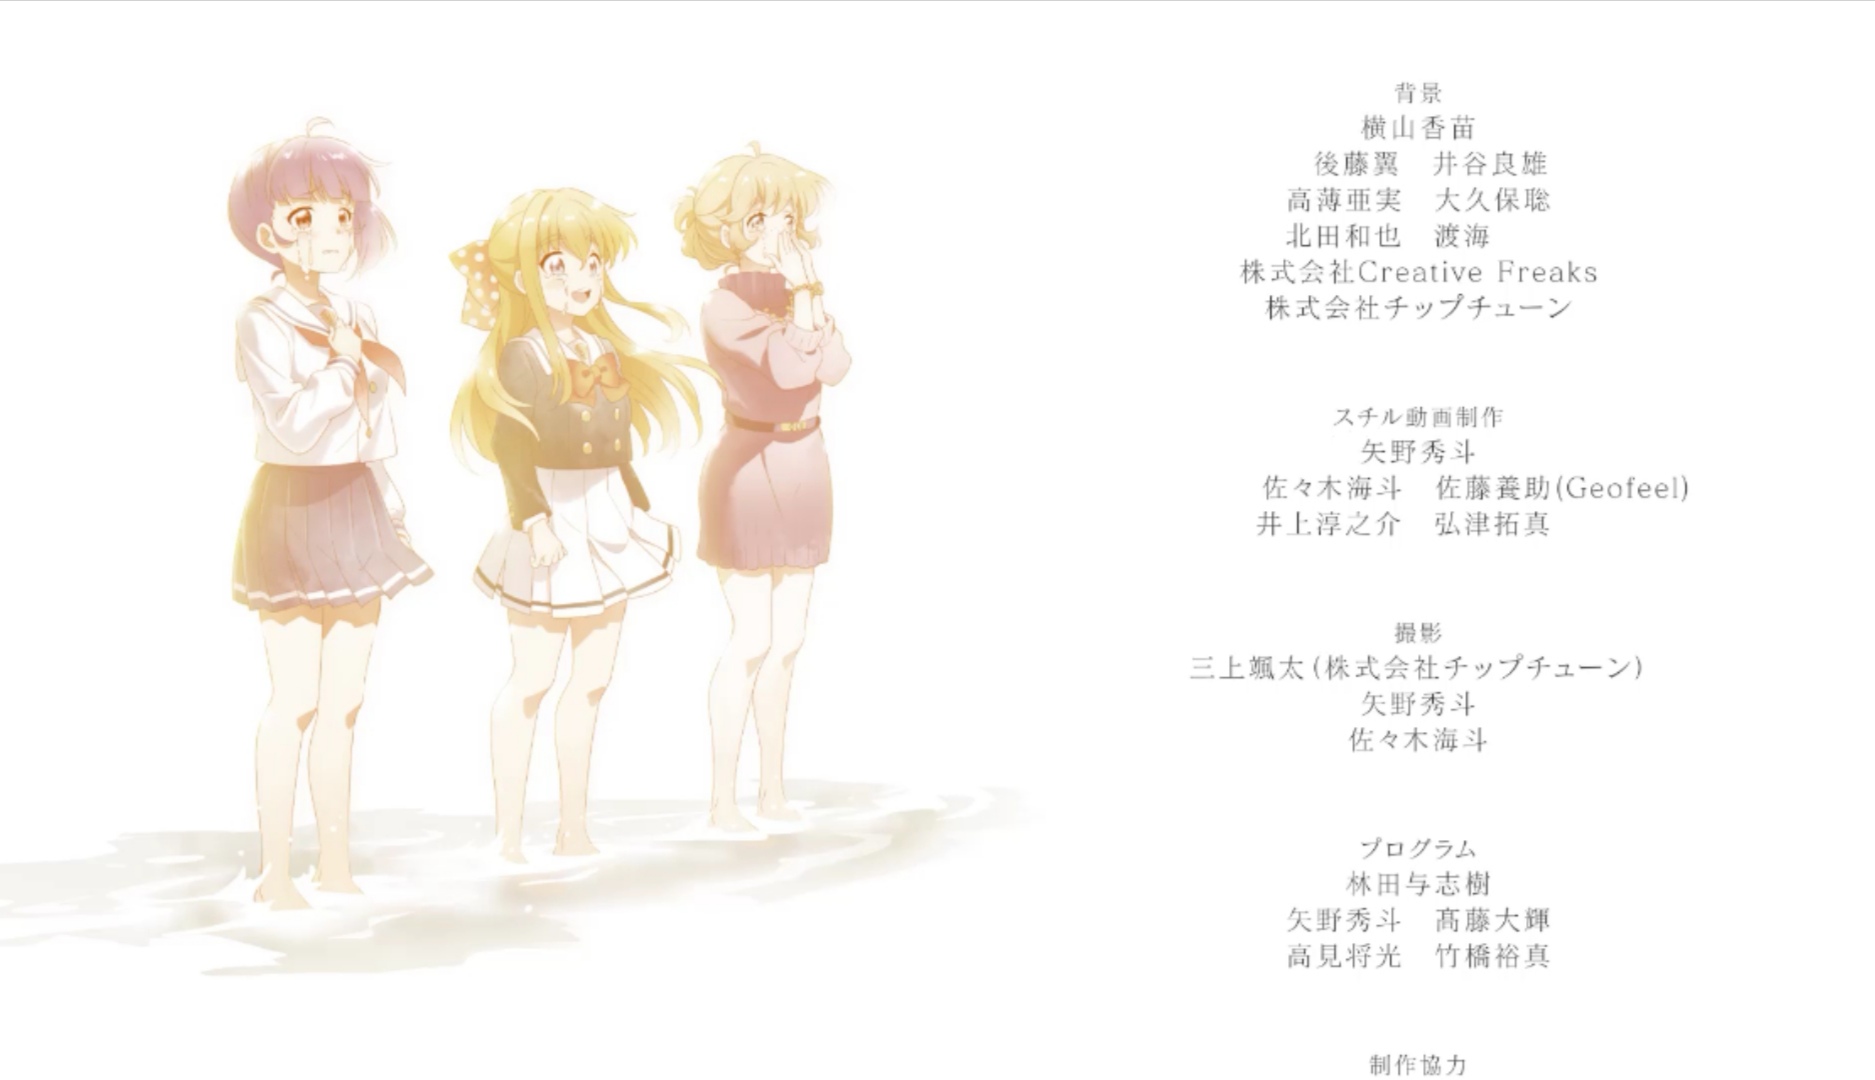 背景
横山香苗
後藤翼　井谷良雄
高薄亜実　大久保聡
北田和也　渡海
株式会社Creative Freaks
株式会社チップチューン
スチル動画制作
矢野秀斗
佐々木海斗　佐藤養助(Geofeel)
井上淳之介　弘津拓真
撮影
三上颯太(株式会社チップチューン)
矢野秀斗
佐々木海斗
プログラム
林田与志樹
矢野秀斗　髙藤大輝
高見将光　竹橋裕真
制作協力